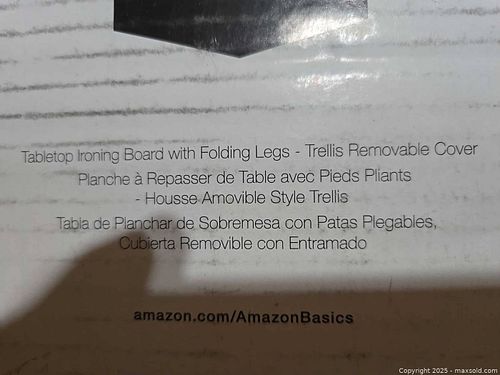 Tabletop Ironing Board with Folding Legs - Trellis Removable Cover
Planche à Repasser de Table avec Pieds Pliants
- Housse Amovible Style Trellis
Tabla de Planchar de Sobremesa con Patas Plegables,
Cubierta Removible con Entramado
amazon.com/AmazonBasics
Copyright 2025 - maxsold.com